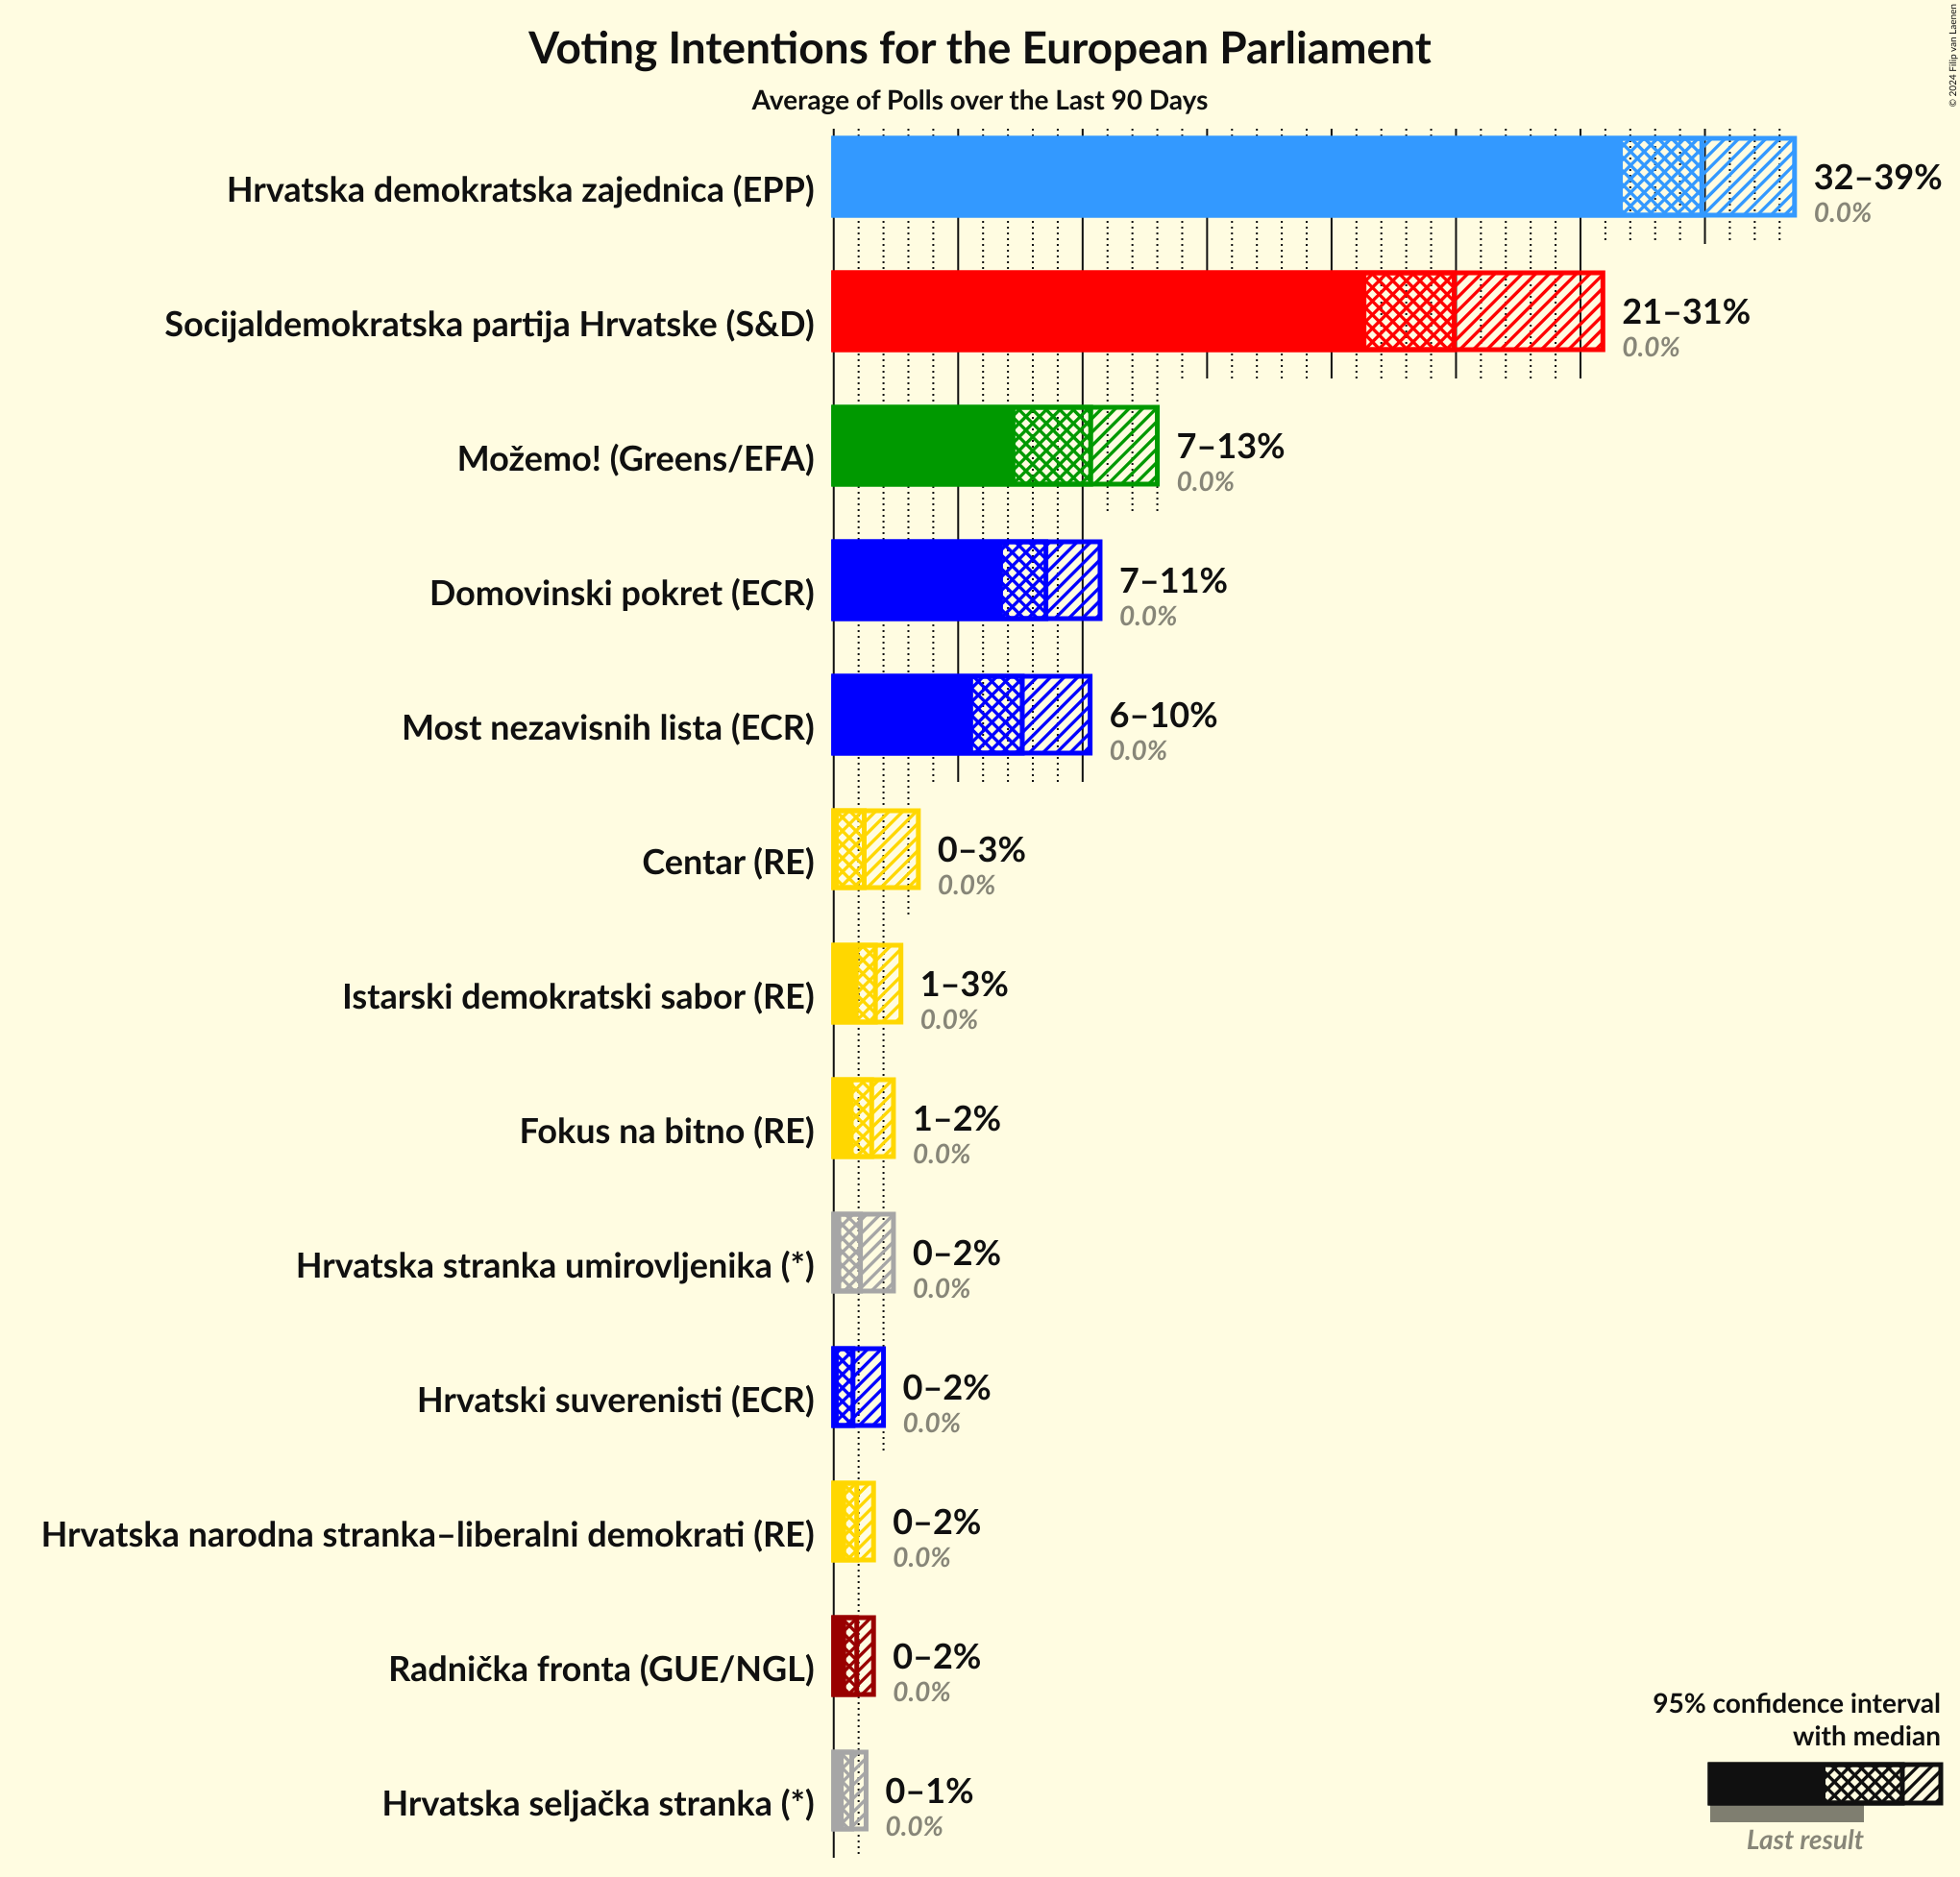 Voting Intentions for the European Parliament
Average of Polls over the Last 90 Days
© 2024 Filip van Laenen
Hrvatska demokratska zajednica (EPP)
32–39%
0.0%
Socijaldemokratska partija Hrvatske (S&D)
21–31%
0.0%
Možemo! (Greens/EFA)
7–13%
0.0%
Domovinski pokret (ECR)
7–11%
0.0%
Most nezavisnih lista (ECR)
6–10%
0.0%
Centar (RE)
0–3%
0.0%
Istarski demokratski sabor (RE)
1–3%
0.0%
Fokus na bitno (RE)
1–2%
0.0%
Hrvatska stranka umirovljenika (*)
0–2%
0.0%
Hrvatski suverenisti (ECR)
0–2%
0.0%
Hrvatska narodna stranka–liberalni demokrati (RE)
0–2%
0.0%
Radnička fronta (GUE/NGL)
0–2%
0.0%
Hrvatska seljačka stranka (*)
0–1%
0.0%
95% confidence interval
with median
Last result